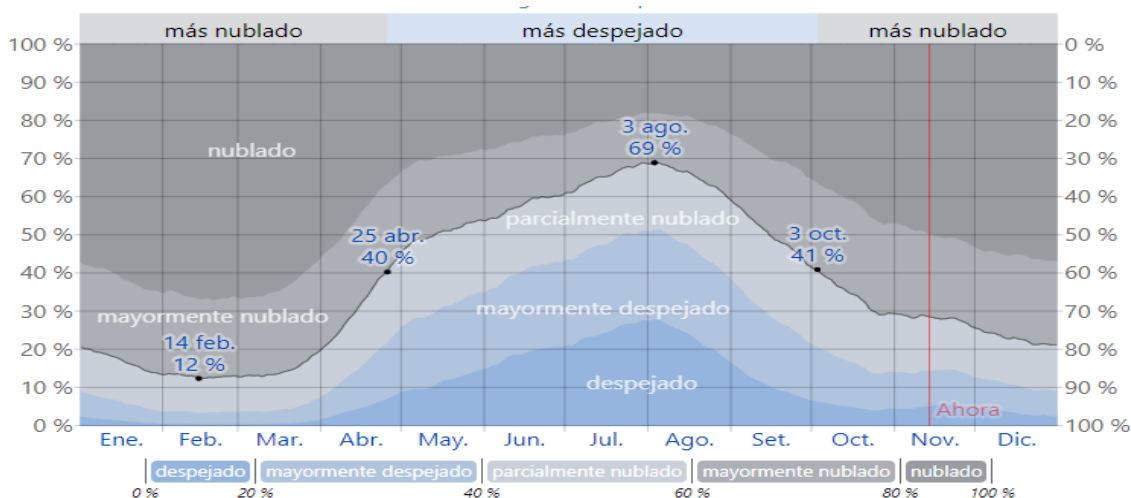 más nublado más despejado más nublado
100 % 0 %
90 % 10 %
80 % 20 %
3 ago.
70 % 69 % 30 %
nublado
60 % 40 %
parcialmente nublado
50 % 50 %
25 abr. 3 oct.
40 % 40 % 41 % 60 %
30 % 70 %
mayormente nublado mayormente despejado
14 feb.
20 % 12 % 80 %
10 % despejado 90 %
Ahora
0 % 100 %
Ene. Feb. Mar. Abr. May. Jun. Jul. Ago. Set. Oct. Nov. Dic.
despejado mayormente despejado parcialmente nublado mayormente nublado nublado
0 % 20 % 40 % 60 % 80 % 100 %